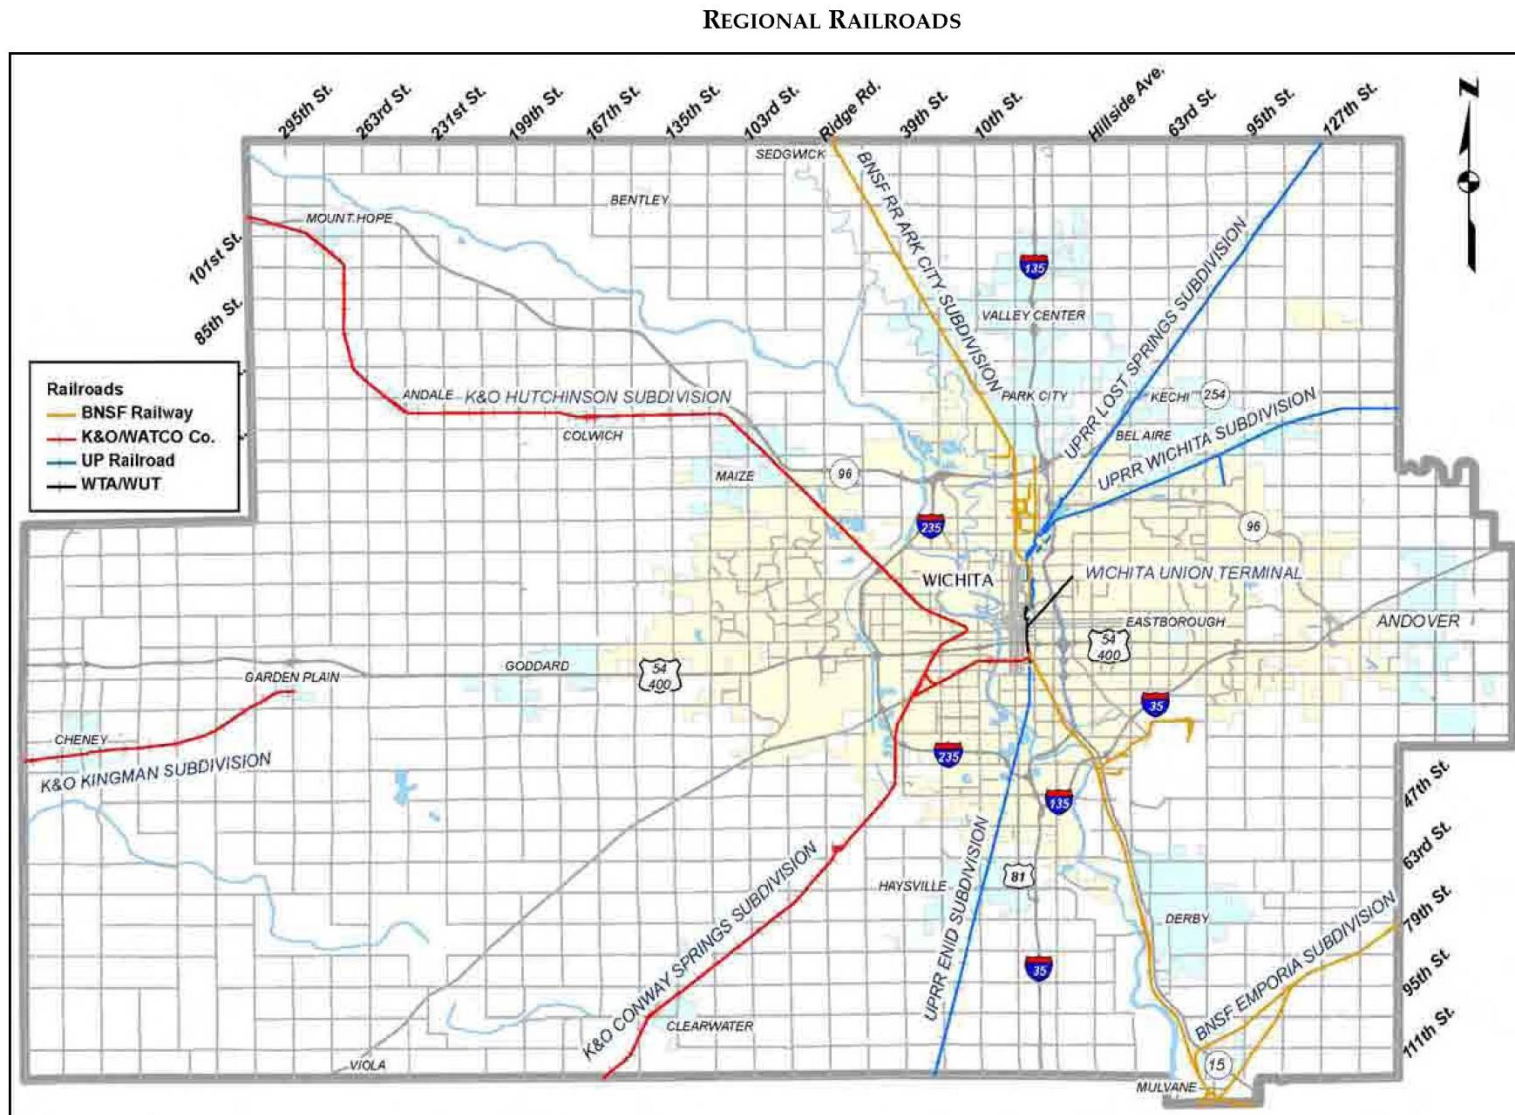 REGIONAL RAILROADS
295th St.
263rd St.
231st St.
199th St.
167th St.
135th St.
103rd St.
Ridge Rd.
39th St.
10th St.
Hillside Ave.
63rd St.
95th St.
127th St.
N
SEDGWICK
BENTLEY
MOUNT HOPE
101st St.
85th St.
BNSF RR ARK CITY SUBDIVISION
135
VALLEY CENTER
UPRR LOST SPRINGS SUBDIVISION
Railroads
BNSF Railway
K&O/WATCO Co.
UP Railroad
WTA/WUT
ANDALE
K&O HUTCHINSON SUBDIVISION
COLWICH
PARK CITY
KECHI
254
BEL AIRE
UPRR WICHITA SUBDIVISION
MAIZE
96
235
96
WICHITA
WICHITA UNION TERMINAL
EASTBOROUGH
ANDOVER
54
400
GODDARD
54
400
GARDEN PLAIN
CHENEY
K&O KINGMAN SUBDIVISION
35
235
135
47th St.
63rd St.
79th St.
95th St.
111th St.
K&O CONWAY SPRINGS SUBDIVISION
HAYSVILLE
81
UPRR ENID SUBDIVISION
DERBY
35
BNSF EMPORIA SUBDIVISION
CLEARWATER
VIOLA
15
MULVANE